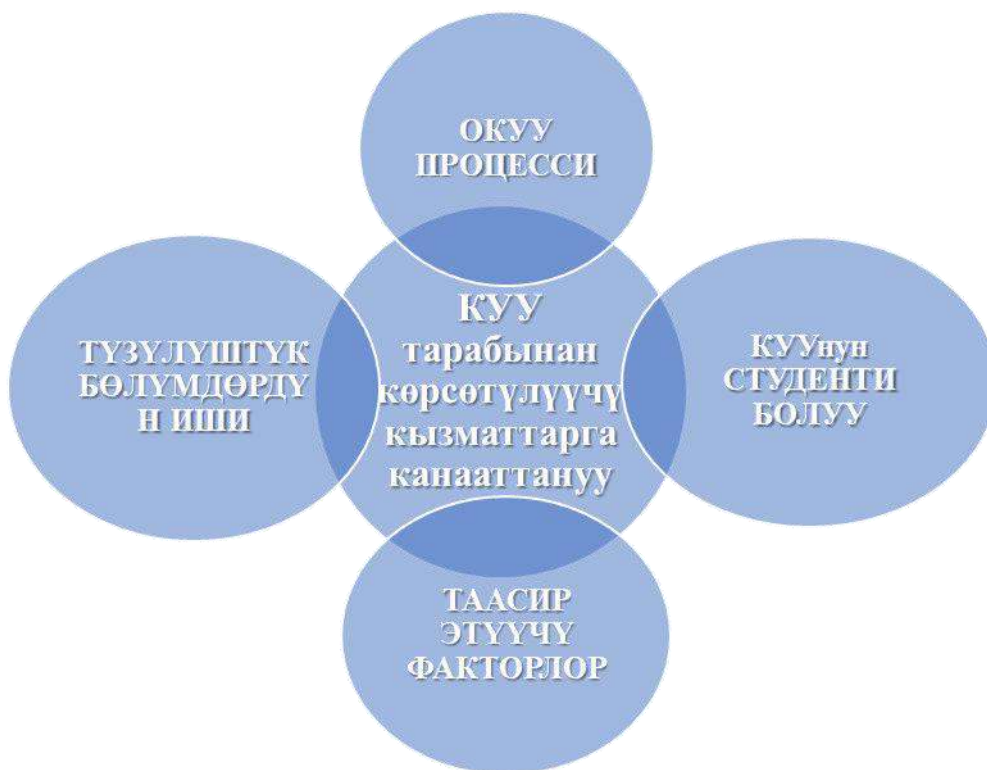 ОКУУ
ПРОЦЕССИ
КУУ
тарабынан
көрсөтүлүүчү
кызматтарга
канааттануу
ТҮЗҮЛҮШТҮК
БӨЛҮМДӨРДҮ
Н ИШИ
КУУнун
СТУДЕНТИ
БОЛУУ
ТААСИР
ЭТҮҮЧҮ
ФАКТОРЛОР